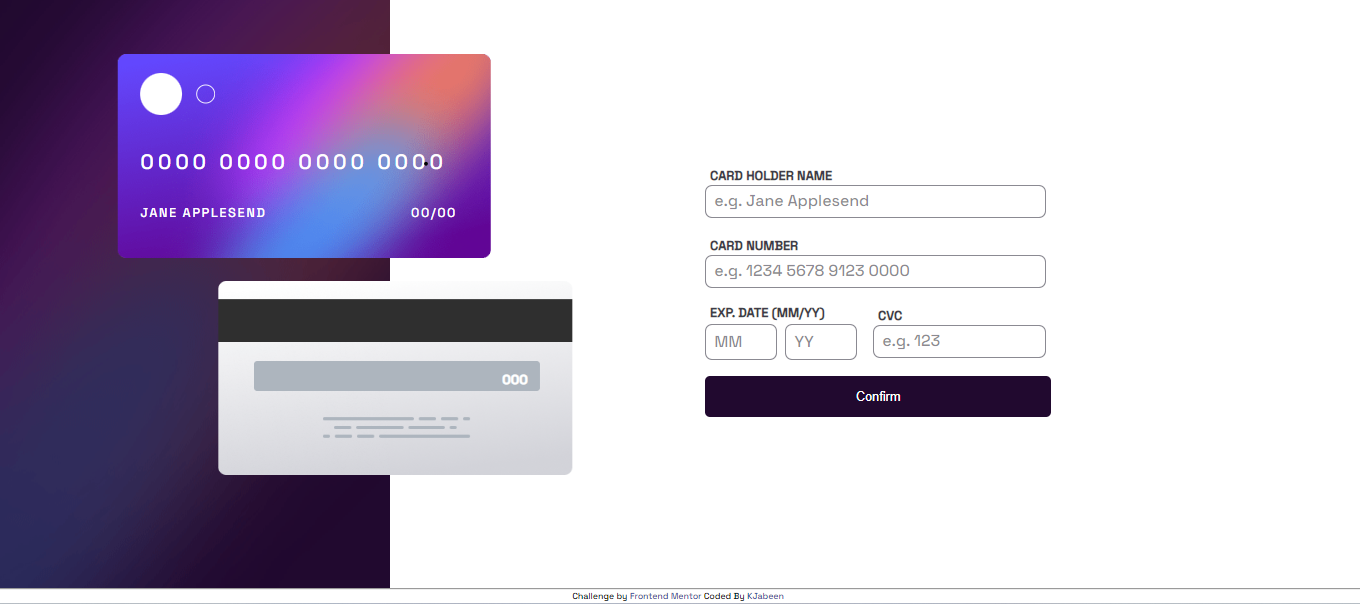 0000 0000 0000 0000
JANE APPLESEND 00/00
000
CARD HOLDER NAME
e.g. Jane Applesend
CARD NUMBER
e.g. 1234 5678 9123 0000
EXP. DATE (MM/YY) CVC
MM YY e.g. 123
Confirm
Challenge by Frontend Mentor Coded By KJabeen